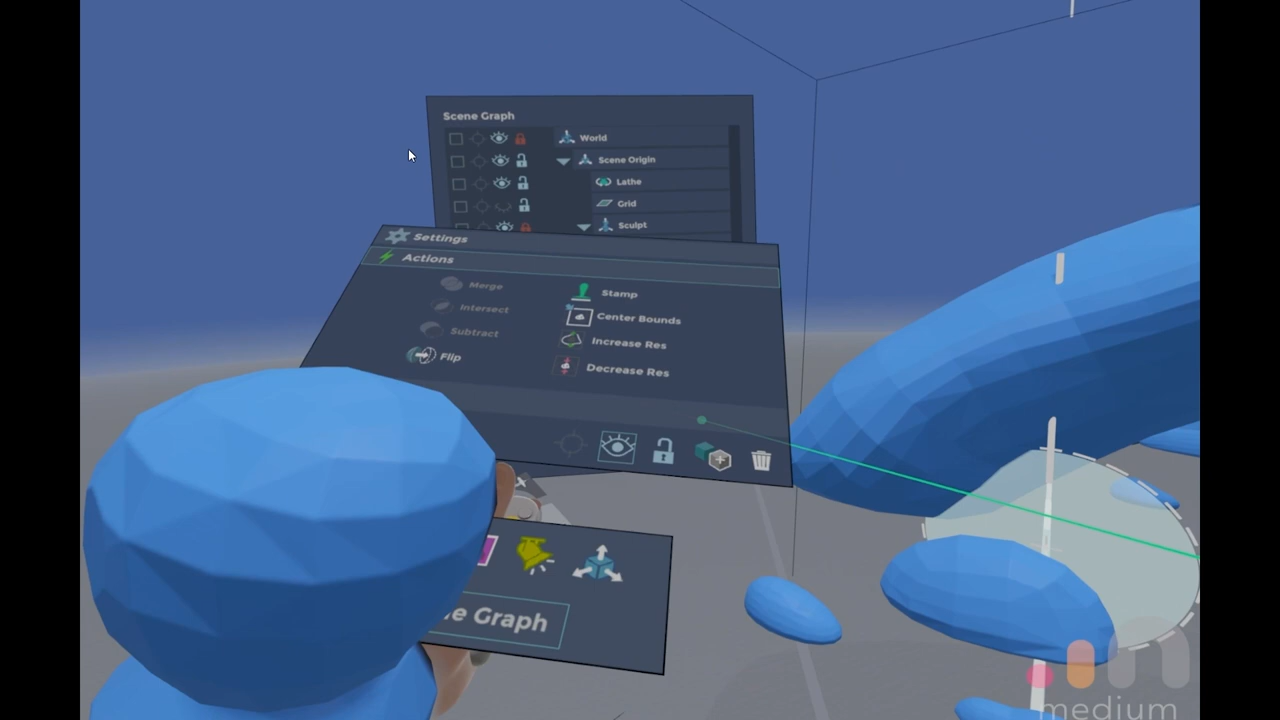 Scene Graph
World
Scene Origin
Lathe
Grid
Sculpt
Settings
Actions
Merge
Stamp
Intersect
Center Bounds
Subtract
Increase Res
Flip
Decrease Res
e Graph
medium